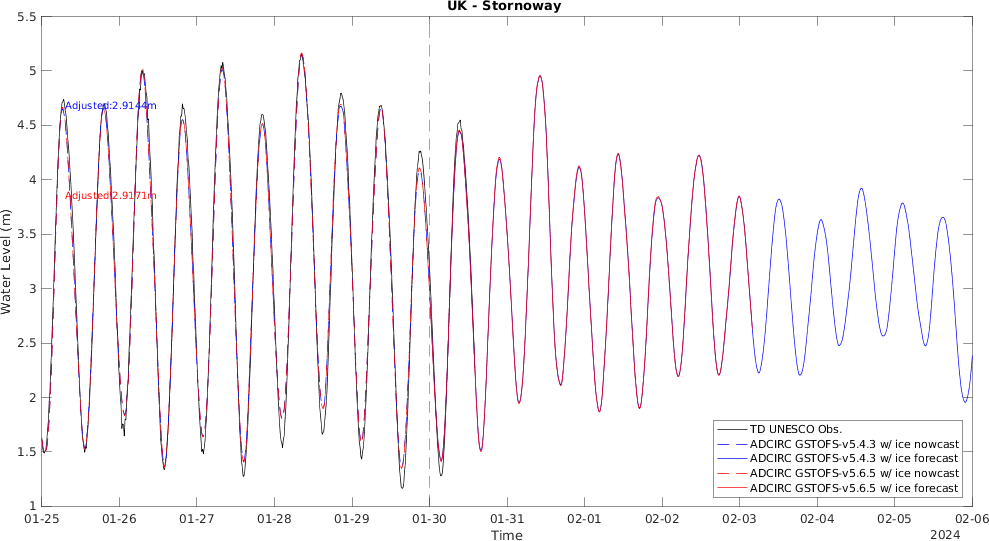 UK - Stornoway
5.5
5
4.5
4
3.5
3
2.5
2
1.5
1
Water Level (m)
Adjusted:2.9144m
Adjusted:2.9171m
TD UNESCO Obs.
ADCIRC GSTOFS-v5.4.3 w/ ice nowcast
ADCIRC GSTOFS-v5.4.3 w/ ice forecast
ADCIRC GSTOFS-v5.6.5 w/ ice nowcast
ADCIRC GSTOFS-v5.6.5 w/ ice forecast
01-25 01-26 01-27 01-28 01-29 01-30 01-31 02-01 02-02 02-03 02-04 02-05 02-06
Time
2024